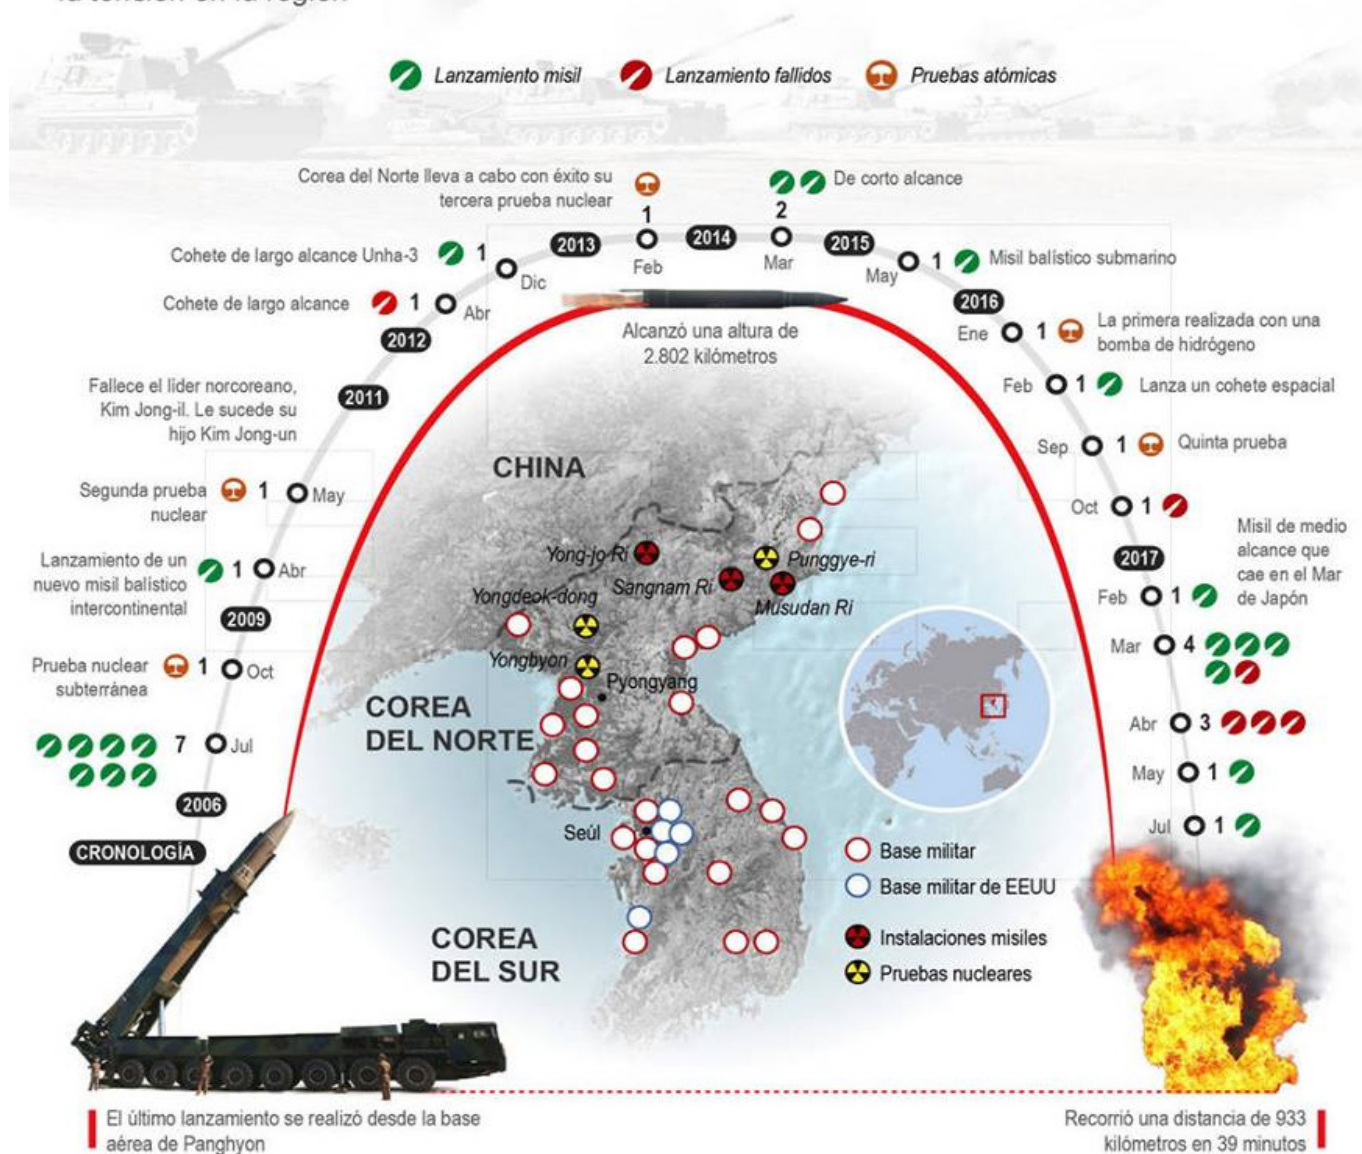 la tensión en la región
Lanzamiento misil
Lanzamiento fallidos
Pruebas atómicas
CRONOLOGÍA
2006
7
Jul
Prueba nuclear
subterránea
1
Oct
2009
Lanzamiento de un
nuevo misil balístico
intercontinental
1
Abr
Segunda prueba
nuclear
1
May
2011
Fallece el líder norcoreano,
Kim Jong-il. Le sucede su
hijo Kim Jong-un
2012
Cohete de largo alcance
1
Abr
Cohete de largo alcance Unha-3
1
Dic
2013
Corea del Norte lleva a cabo con éxito su
tercera prueba nuclear
1
Feb
2014
De corto alcance
2
Mar
2015
May
1
Misil balístico submarino
2016
Ene
1
La primera realizada con una
bomba de hidrógeno
Feb
1
Lanza un cohete espacial
Sep
1
Quinta prueba
Oct
1
2017
Misil de medio
alcance que
cae en el Mar
de Japón
Feb
1
Mar
4
Abr
3
May
1
Jul
1
Alcanzó una altura de
2.802 kilómetros
CHINA
Yong-jo Ri
Punggye-ri
Sangnam Ri
Musudan Ri
Yongdeok-dong
Yongbyon
Pyongyang
COREA
DEL NORTE
Seúl
COREA
DEL SUR
Base militar
Base militar de EEUU
Instalaciones misiles
Pruebas nucleares
El último lanzamiento se realizó desde la base
aérea de Panghyon
Recorrió una distancia de 933
kilómetros en 39 minutos